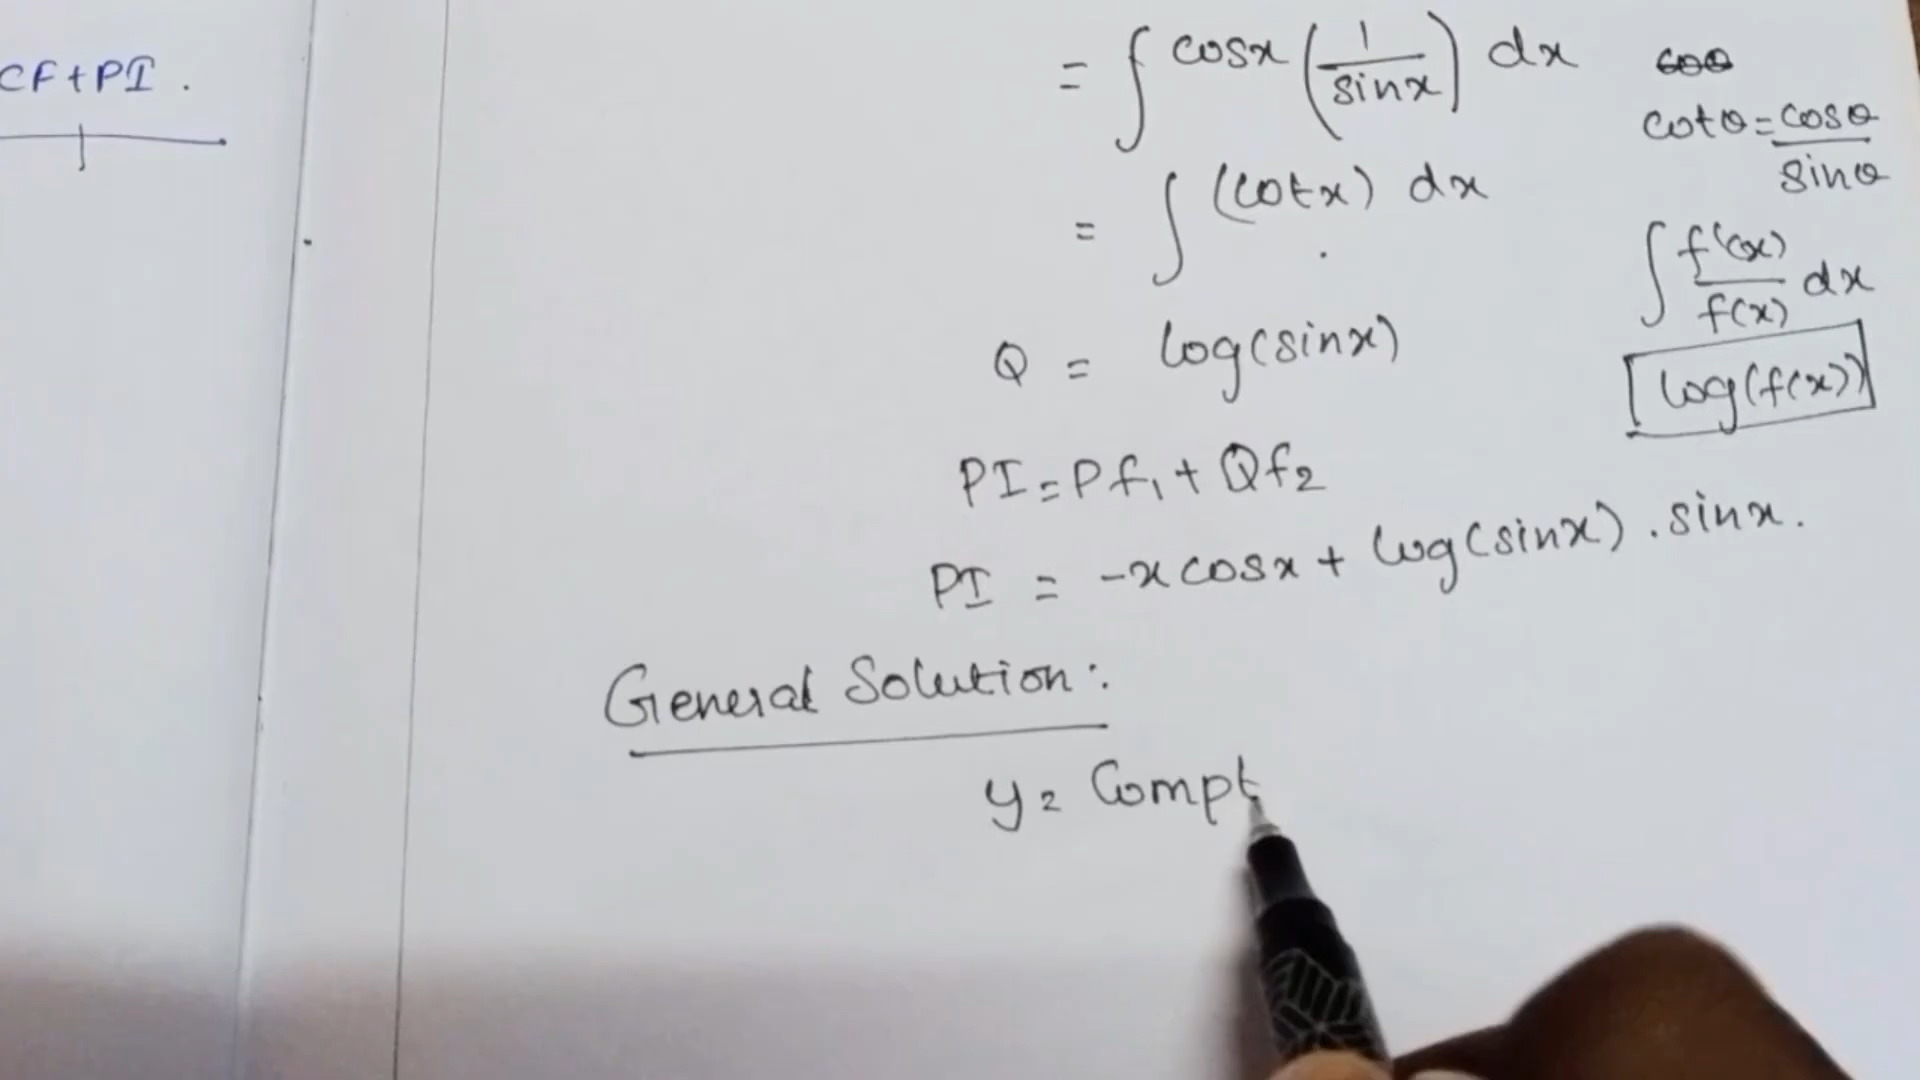 CF+PI.
= ∫ cosx (1/sinx) dx
cotθ = cosθ/sinθ
= ∫ (cotx) dx
∫ f'(x)/f(x) dx
Q = log(sinx)
log(f(x))
PI = Pf₁ + Qf₂
PI = -x cosx + log(sinx) . sinx.
General Solution :
y = Compt